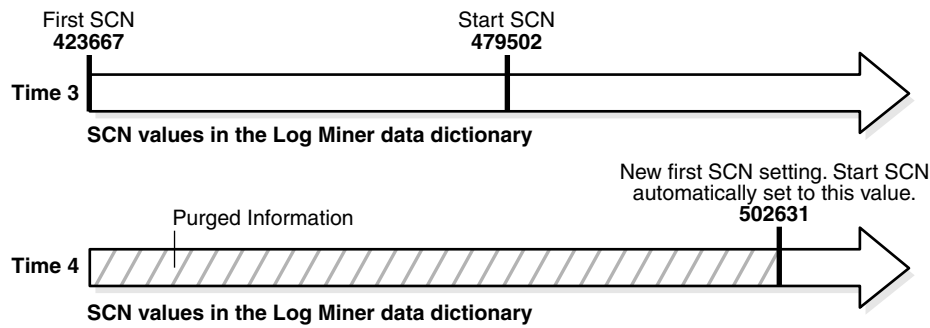 First SCN
423667
Start SCN
479502
Time 3
SCN values in the Log Miner data dictionary
New first SCN setting. Start SCN
automatically set to this value.
502631
Purged Information
Time 4
SCN values in the Log Miner data dictionary